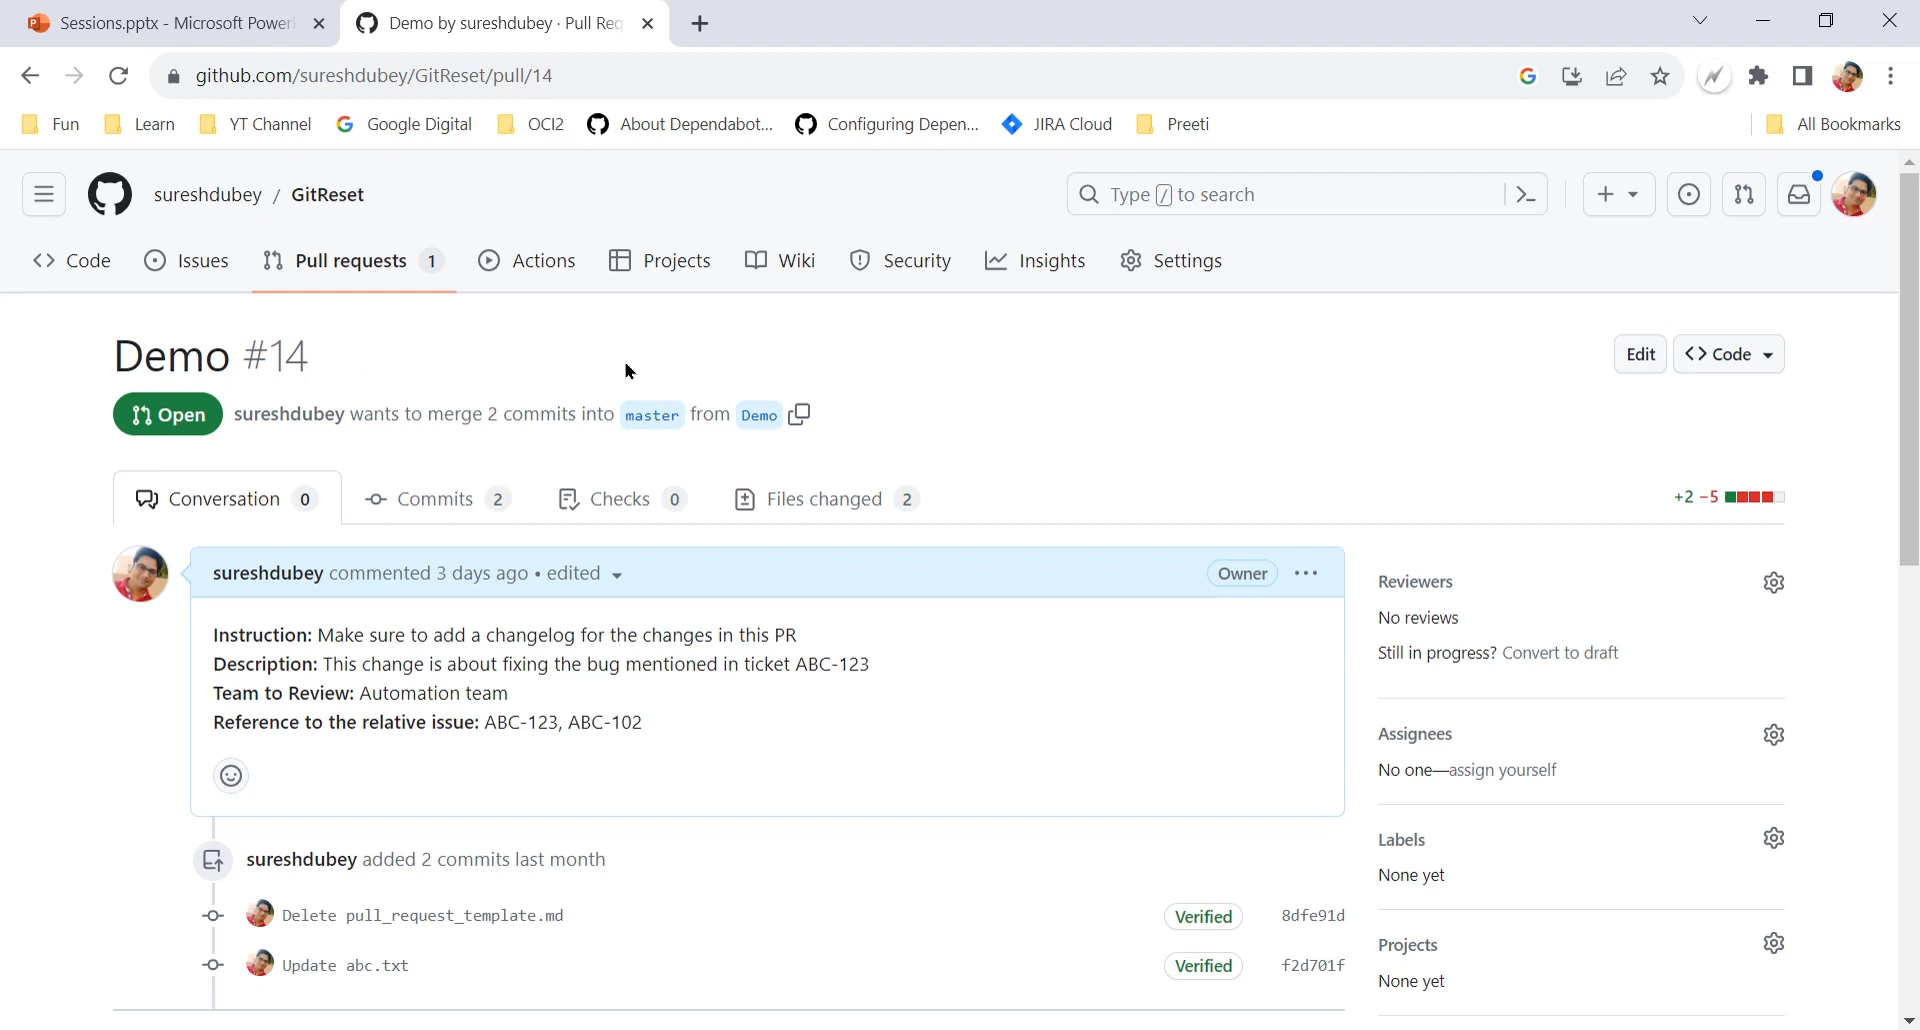 Sessions.pptx - Microsoft Power
Demo by sureshdubey · Pull Req
github.com/sureshdubey/GitReset/pull/14
Fun Learn YT Channel Google Digital OCI2 About Dependabot... Configuring Depen... JIRA Cloud Preeti All Bookmarks
sureshdubey / GitReset
Type / to search
Code Issues Pull requests 1 Actions Projects Wiki Security Insights Settings
Demo #14
Edit <> Code
Open sureshdubey wants to merge 2 commits into master from Demo
Conversation 0 Commits 2 Checks 0 Files changed 2 +2 −5
sureshdubey commented 3 days ago • edited Owner
Instruction: Make sure to add a changelog for the changes in this PR
Description: This change is about fixing the bug mentioned in ticket ABC-123
Team to Review: Automation team
Reference to the relative issue: ABC-123, ABC-102
sureshdubey added 2 commits last month
Delete pull_request_template.md Verified 8dfe91d
Update abc.txt Verified f2d701f
Reviewers
No reviews
Still in progress? Convert to draft
Assignees
No one—assign yourself
Labels
None yet
Projects
None yet